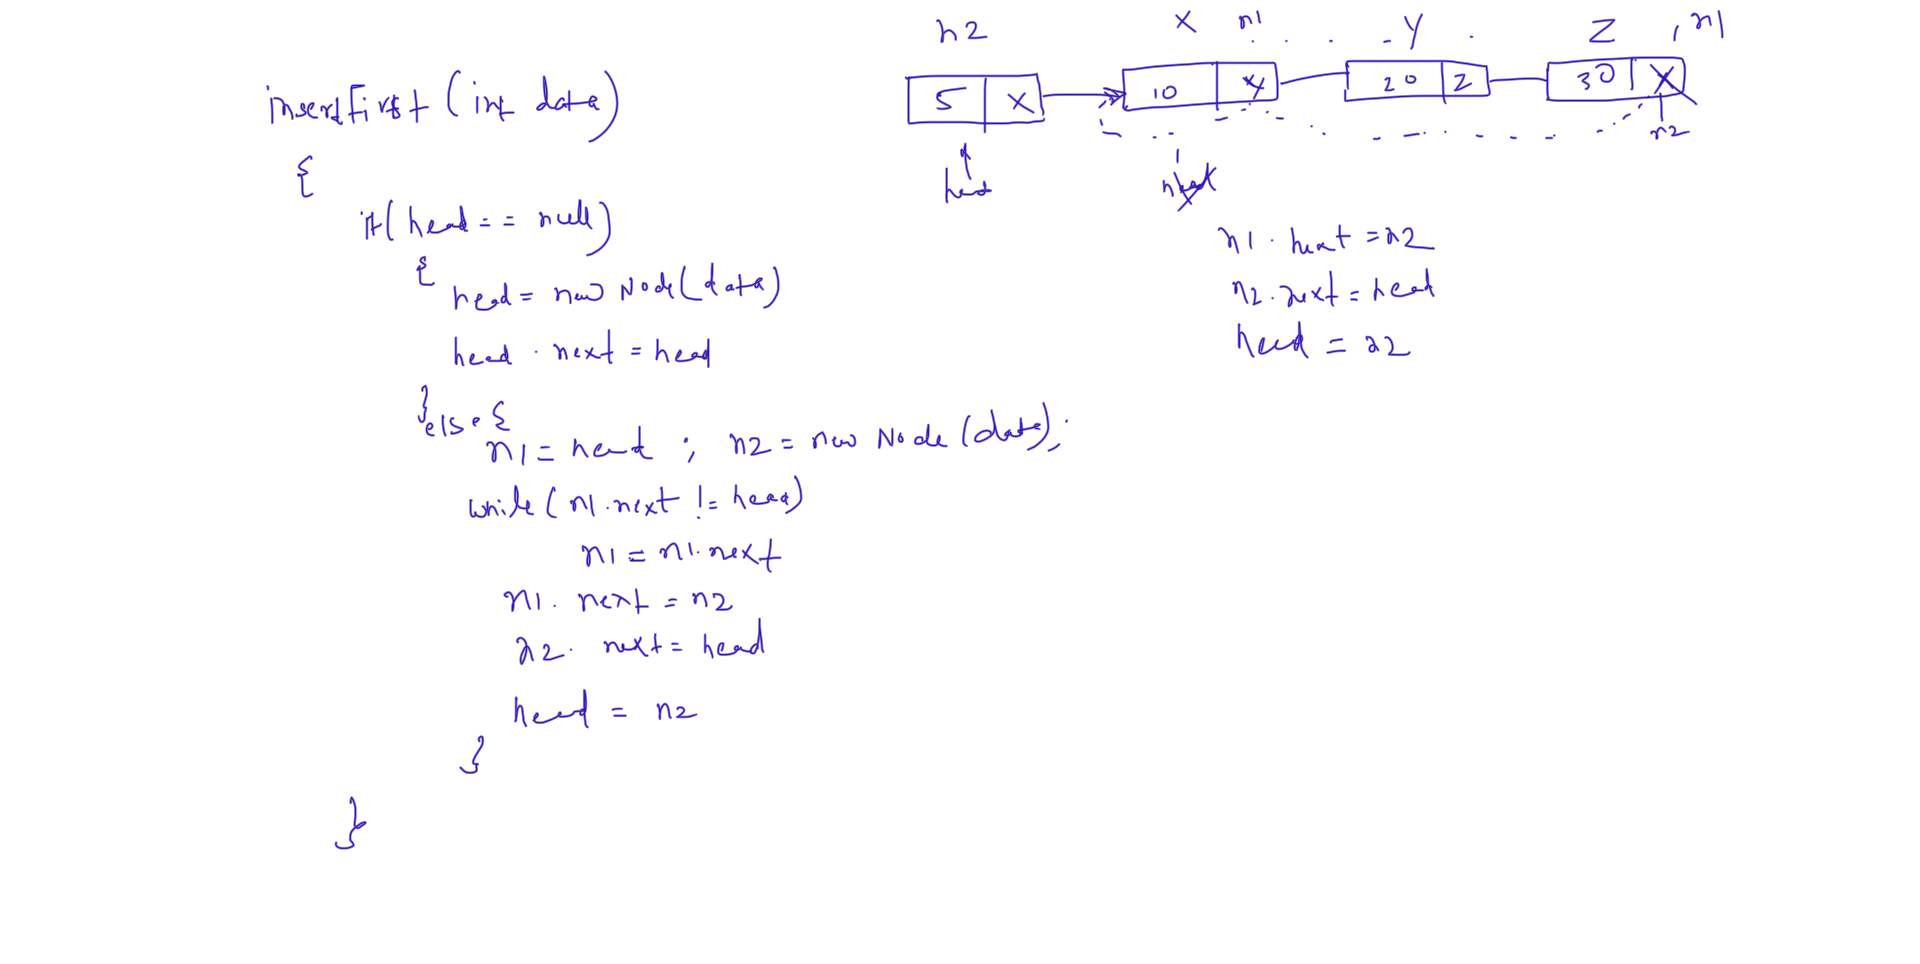 insertFirst (int data)
{
if( head == null)
{
head = new Node(data)
head . next = head
}else {
n1 = head ; n2 = new Node (data);
while ( n1.next != head)
n1 = n1.next
n1. next = n2
n2. next = head
head = n2
}
}
n2 X n1 Y Z , n1
5 X 10 Y 20 Z 30 X
n2
head head
n1 . next = n2
n2 . next = head
head = n2